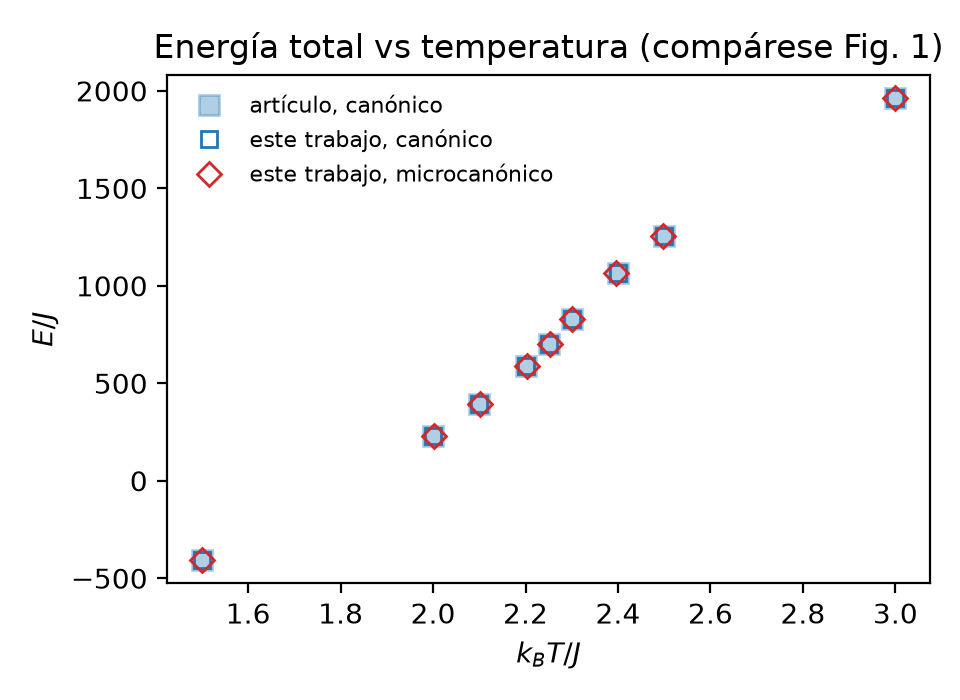 Energía total vs temperatura (compárese Fig. 1)
artículo, canónico
este trabajo, canónico
este trabajo, microcanónico
E/J
2000
1500
1000
500
0
−500
1.6 1.8 2.0 2.2 2.4 2.6 2.8 3.0
k_BT/J